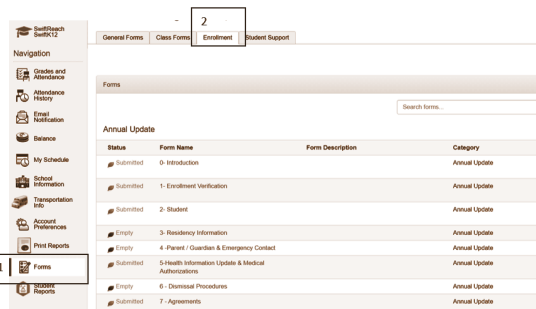 SwiftReach
SwiftK12
Navigation
Grades and
Attendance
Attendance
History
Email
Notification
Balance
My Schedule
School
Information
Transportation
Info
Account
Preferences
Print Reports
1
Forms
Student
Reports
2
General Forms Class Forms Enrollment Student Support
Forms
Search forms...
Annual Update
Status Form Name Form Description Category
Submitted 0- Introduction Annual Update
Submitted 1- Enrollment Verification Annual Update
Submitted 2- Student Annual Update
Empty 3- Residency Information Annual Update
Empty 4 -Parent / Guardian & Emergency Contact Annual Update
Submitted 5-Health Information Update & Medical Annual Update
Authorizations
Empty 6 - Dismissal Procedures Annual Update
Submitted 7 - Agreements Annual Update